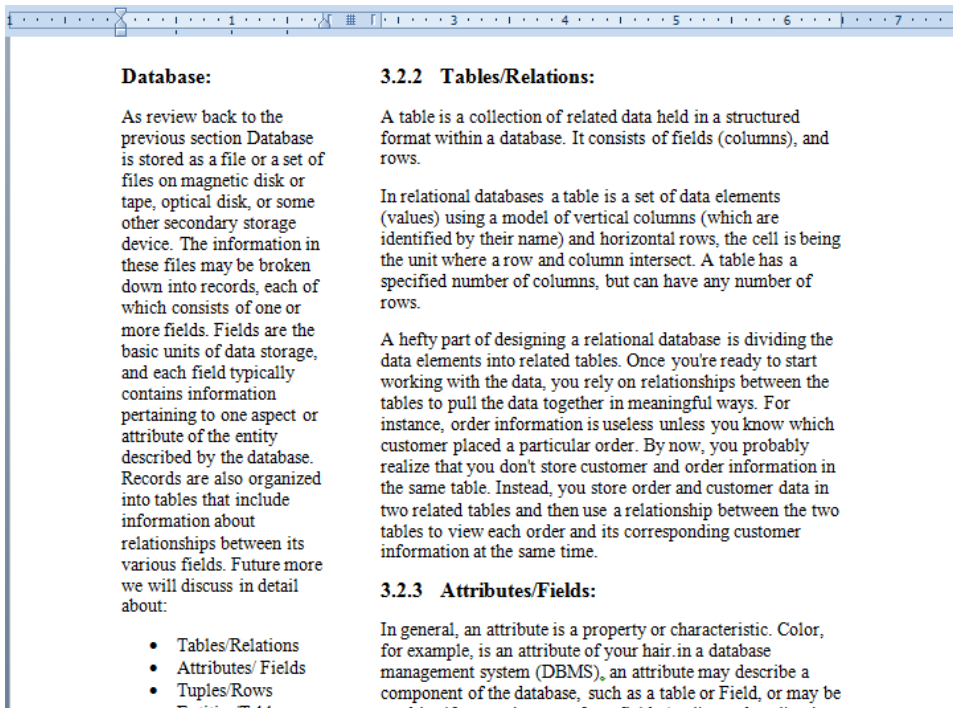 1 1 3 4 5 6 7
Database:
As review back to the
previous section Database
is stored as a file or a set of
files on magnetic disk or
tape, optical disk, or some
other secondary storage
device. The information in
these files may be broken
down into records, each of
which consists of one or
more fields. Fields are the
basic units of data storage,
and each field typically
contains information
pertaining to one aspect or
attribute of the entity
described by the database.
Records are also organized
into tables that include
information about
relationships between its
various fields. Future more
we will discuss in detail
about:
• Tables/Relations
• Attributes/ Fields
• Tuples/Rows
3.2.2 Tables/Relations:
A table is a collection of related data held in a structured
format within a database. It consists of fields (columns), and
rows.
In relational databases a table is a set of data elements
(values) using a model of vertical columns (which are
identified by their name) and horizontal rows, the cell is being
the unit where a row and column intersect. A table has a
specified number of columns, but can have any number of
rows.
A hefty part of designing a relational database is dividing the
data elements into related tables. Once you're ready to start
working with the data, you rely on relationships between the
tables to pull the data together in meaningful ways. For
instance, order information is useless unless you know which
customer placed a particular order. By now, you probably
realize that you don't store customer and order information in
the same table. Instead, you store order and customer data in
two related tables and then use a relationship between the two
tables to view each order and its corresponding customer
information at the same time.
3.2.3 Attributes/Fields:
In general, an attribute is a property or characteristic. Color,
for example, is an attribute of your hair.in a database
management system (DBMS), an attribute may describe a
component of the database, such as a table or Field, or may be